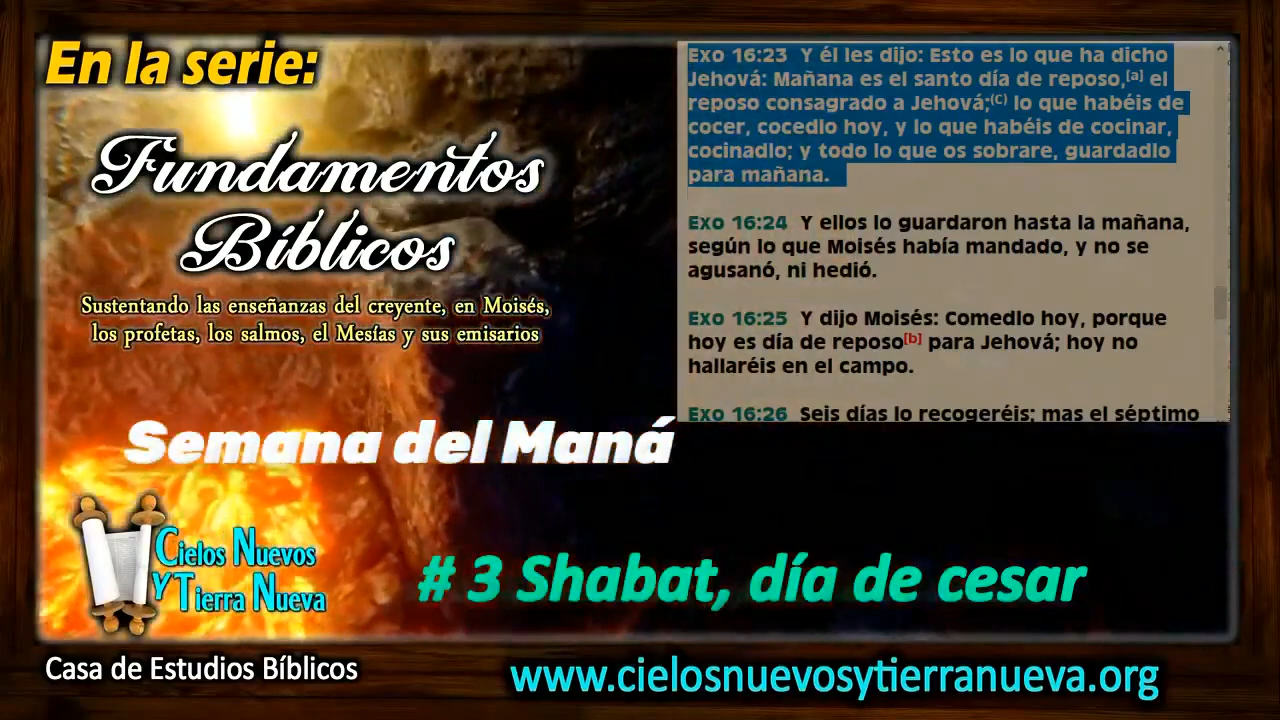 En la serie:
Fundamentos
Bíblicos
Sustentando las enseñanzas del creyente, en Moisés,
los profetas, los salmos, el Mesías y sus emisarios
Exo 16:23 Y él les dijo: Esto es lo que ha dicho
Jehová: Mañana es el santo día de reposo,[a] el
reposo consagrado a Jehová;(C) lo que habéis de
cocer, cocedlo hoy, y lo que habéis de cocinar,
cocinadlo; y todo lo que os sobrare, guardadlo
para mañana.
Exo 16:24 Y ellos lo guardaron hasta la mañana,
según lo que Moisés había mandado, y no se
agusanó, ni hedió.
Exo 16:25 Y dijo Moisés: Comedlo hoy, porque
hoy es día de reposo[b] para Jehová; hoy no
hallaréis en el campo.
Exo 16:26 Seis días lo recogeréis; mas el séptimo
Semana del Maná
Cielos Nuevos
Y Tierra Nueva
# 3 Shabat, día de cesar
Casa de Estudios Bíblicos
www.cielosnuevosytierranueva.org